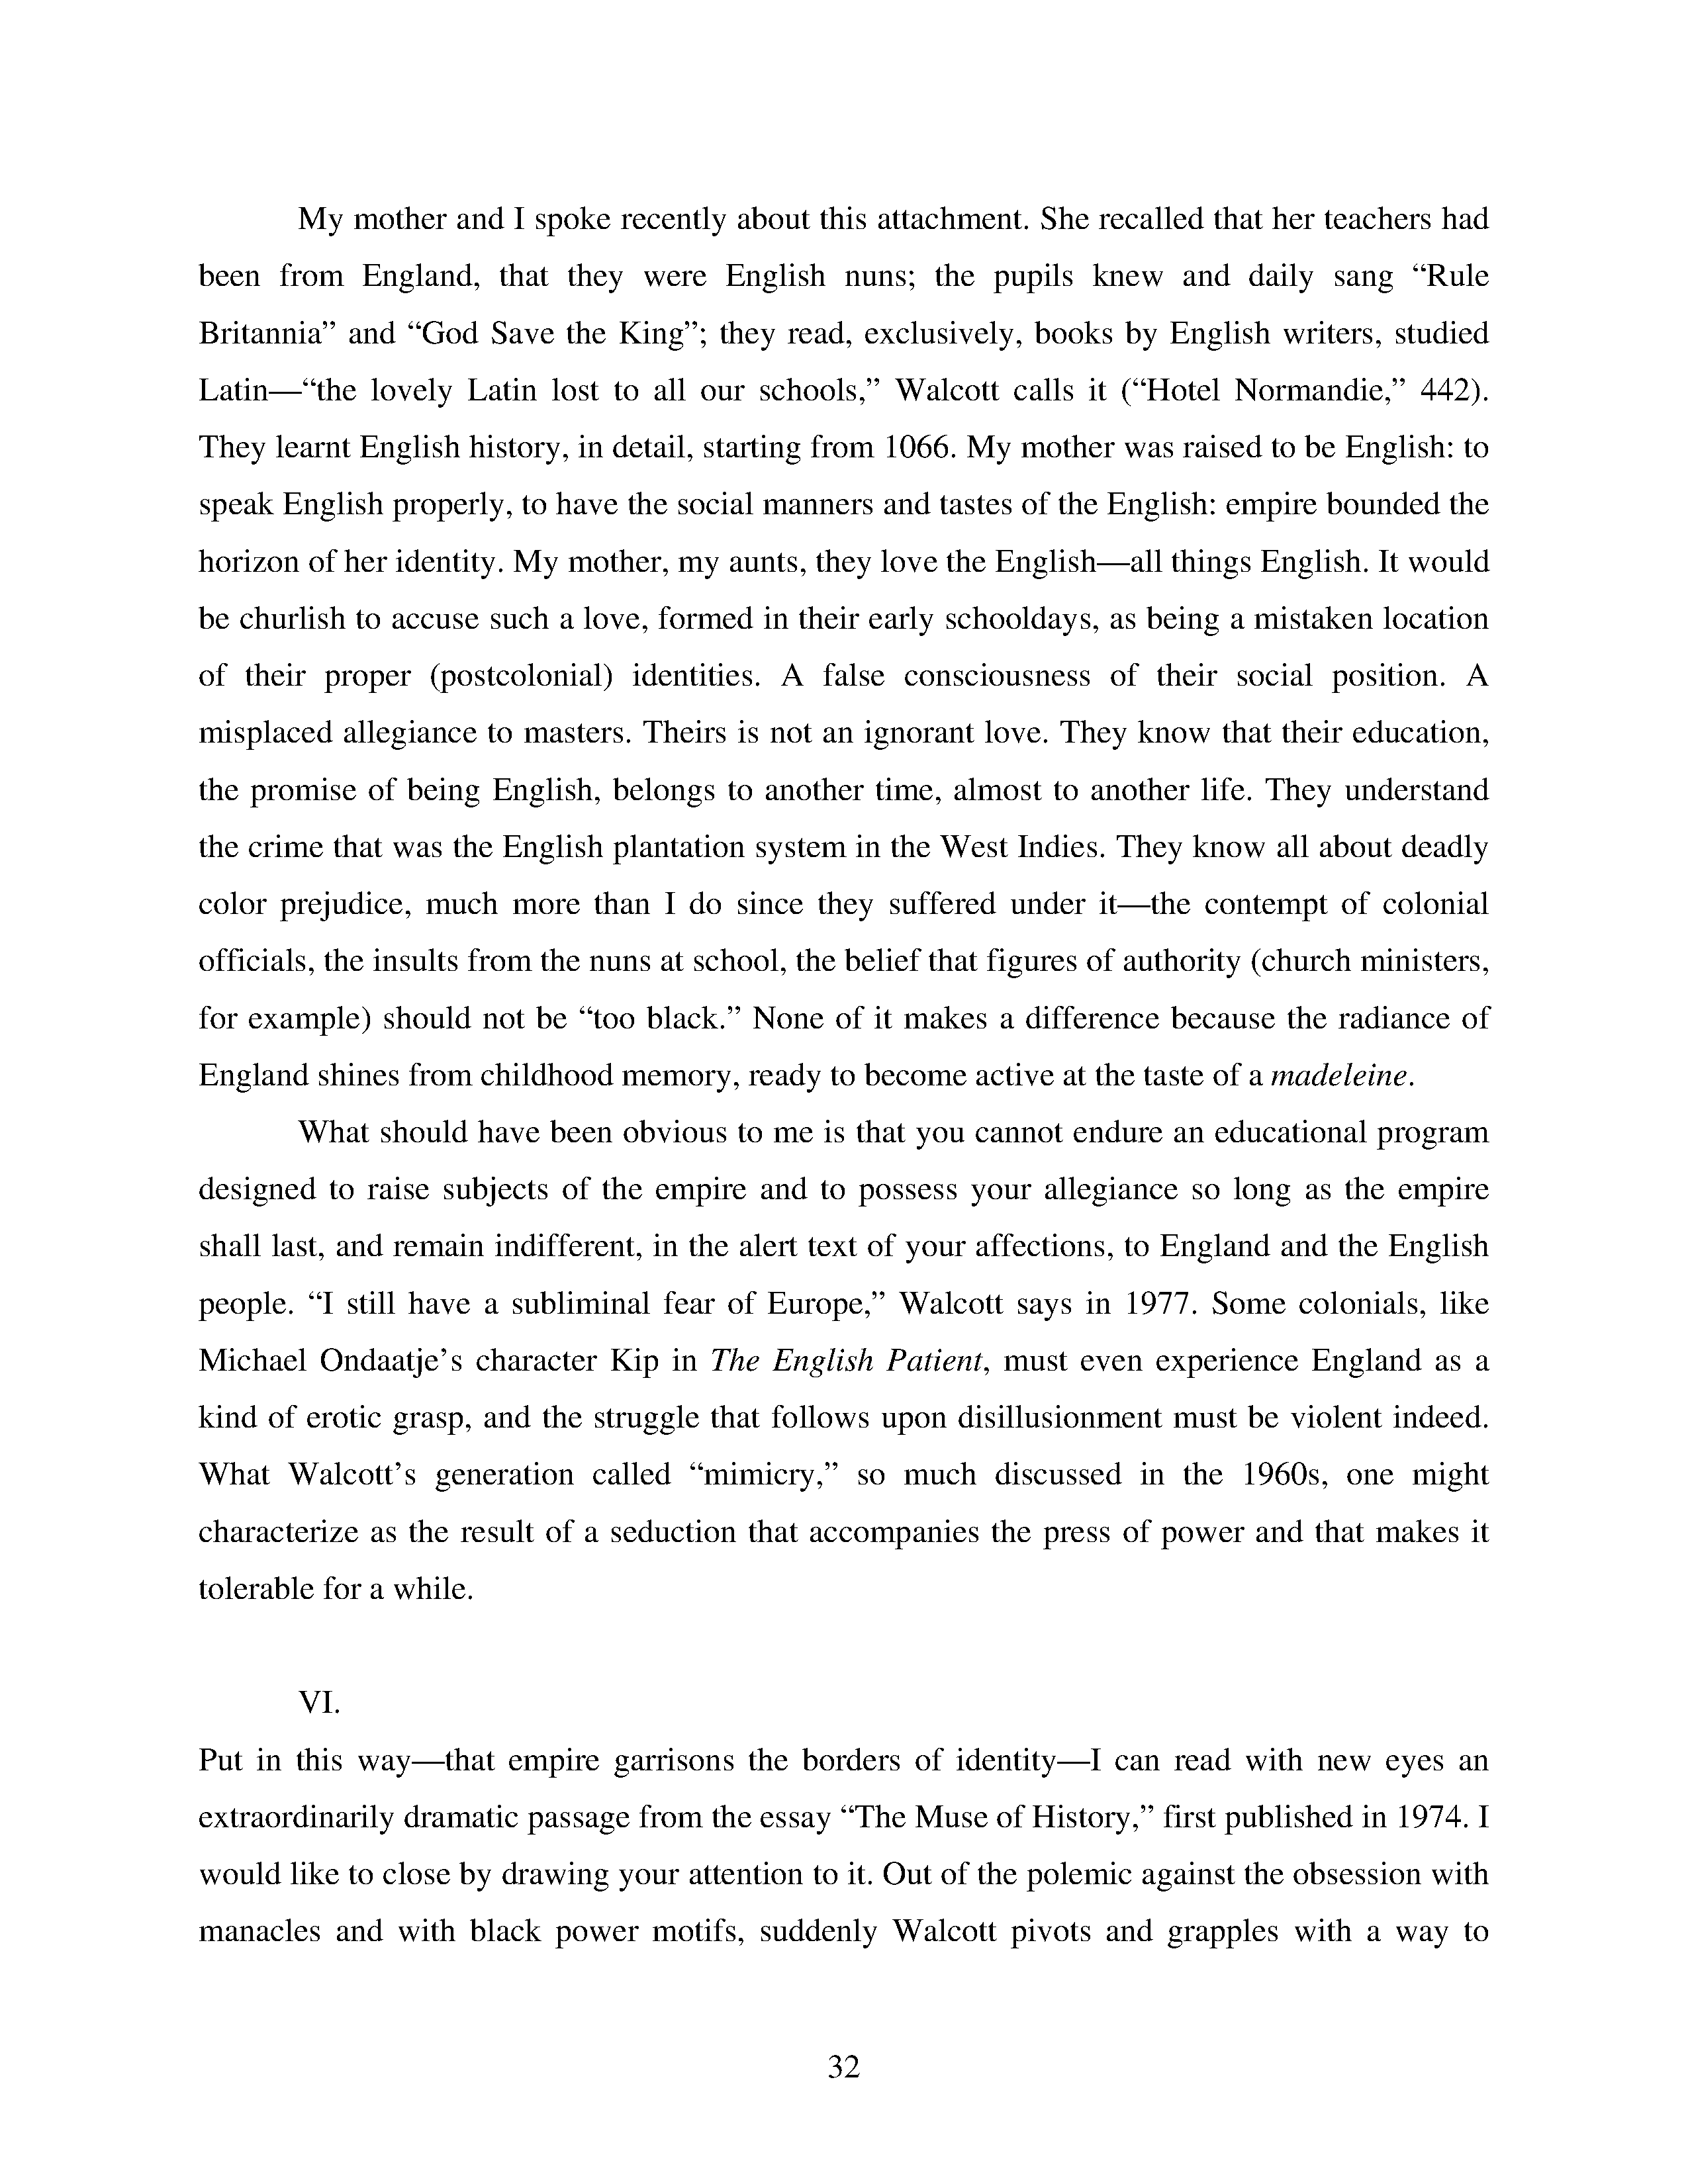 My mother and I spoke recently about this attachment. She recalled that her teachers had
been from England, that they were English nuns; the pupils knew and daily sang “Rule
Britannia” and “God Save the King”; they read, exclusively, books by English writers, studied
Latin—“the lovely Latin lost to all our schools,” Walcott calls it (“Hotel Normandie,” 442).
They learnt English history, in detail, starting from 1066. My mother was raised to be English: to
speak English properly, to have the social manners and tastes of the English: empire bounded the
horizon of her identity. My mother, my aunts, they love the English—all things English. It would
be churlish to accuse such a love, formed in their early schooldays, as being a mistaken location
of their proper (postcolonial) identities. A false consciousness of their social position. A
misplaced allegiance to masters. Theirs is not an ignorant love. They know that their education,
the promise of being English, belongs to another time, almost to another life. They understand
the crime that was the English plantation system in the West Indies. They know all about deadly
color prejudice, much more than I do since they suffered under it—the contempt of colonial
officials, the insults from the nuns at school, the belief that figures of authority (church ministers,
for example) should not be “too black.” None of it makes a difference because the radiance of
England shines from childhood memory, ready to become active at the taste of a madeleine.
What should have been obvious to me is that you cannot endure an educational program
designed to raise subjects of the empire and to possess your allegiance so long as the empire
shall last, and remain indifferent, in the alert text of your affections, to England and the English
people. “I still have a subliminal fear of Europe,” Walcott says in 1977. Some colonials, like
Michael Ondaatje’s character Kip in The English Patient, must even experience England as a
kind of erotic grasp, and the struggle that follows upon disillusionment must be violent indeed.
What Walcott’s generation called “mimicry,” so much discussed in the 1960s, one might
characterize as the result of a seduction that accompanies the press of power and that makes it
tolerable for a while.
VI.
Put in this way—that empire garrisons the borders of identity—I can read with new eyes an
extraordinarily dramatic passage from the essay “The Muse of History,” first published in 1974. I
would like to close by drawing your attention to it. Out of the polemic against the obsession with
manacles and with black power motifs, suddenly Walcott pivots and grapples with a way to
32